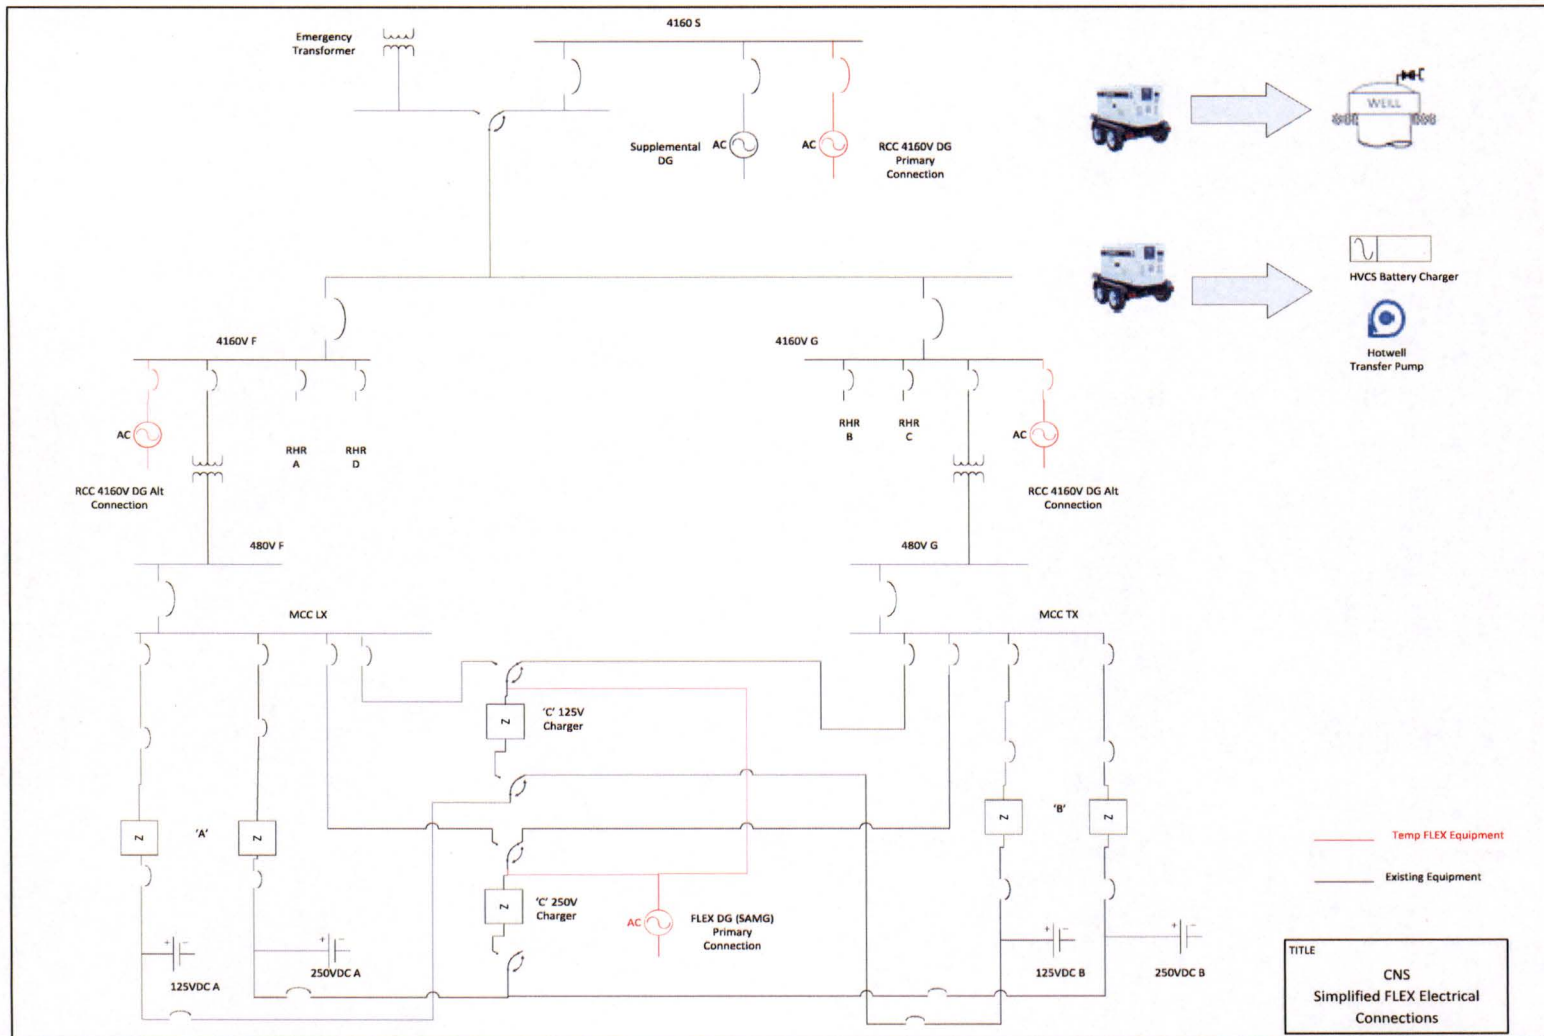 4160 S
Emergency
Transformer
WEILL
Supplemental
DG
AC
AC
RCC 4160V DG
Primary
Connection
HVCS Battery Charger
4160V F
4160V G
Hotwell
Transfer Pump
AC
RHR
A
RHR
D
RHR
B
RHR
C
AC
RCC 4160V DG Alt
Connection
RCC 4160V DG Alt
Connection
480V F
480V G
MCC LX
MCC TX
'C' 125V
Charger
Z
Z
'A'
Z
Z
'B'
Z
Temp FLEX Equipment
Existing Equipment
Z
'C' 250V
Charger
AC
FLEX DG (SAMG)
Primary
Connection
+ −
+ −
+ −
+ −
125VDC A
250VDC A
125VDC B
250VDC B
TITLE
CNS
Simplified FLEX Electrical
Connections